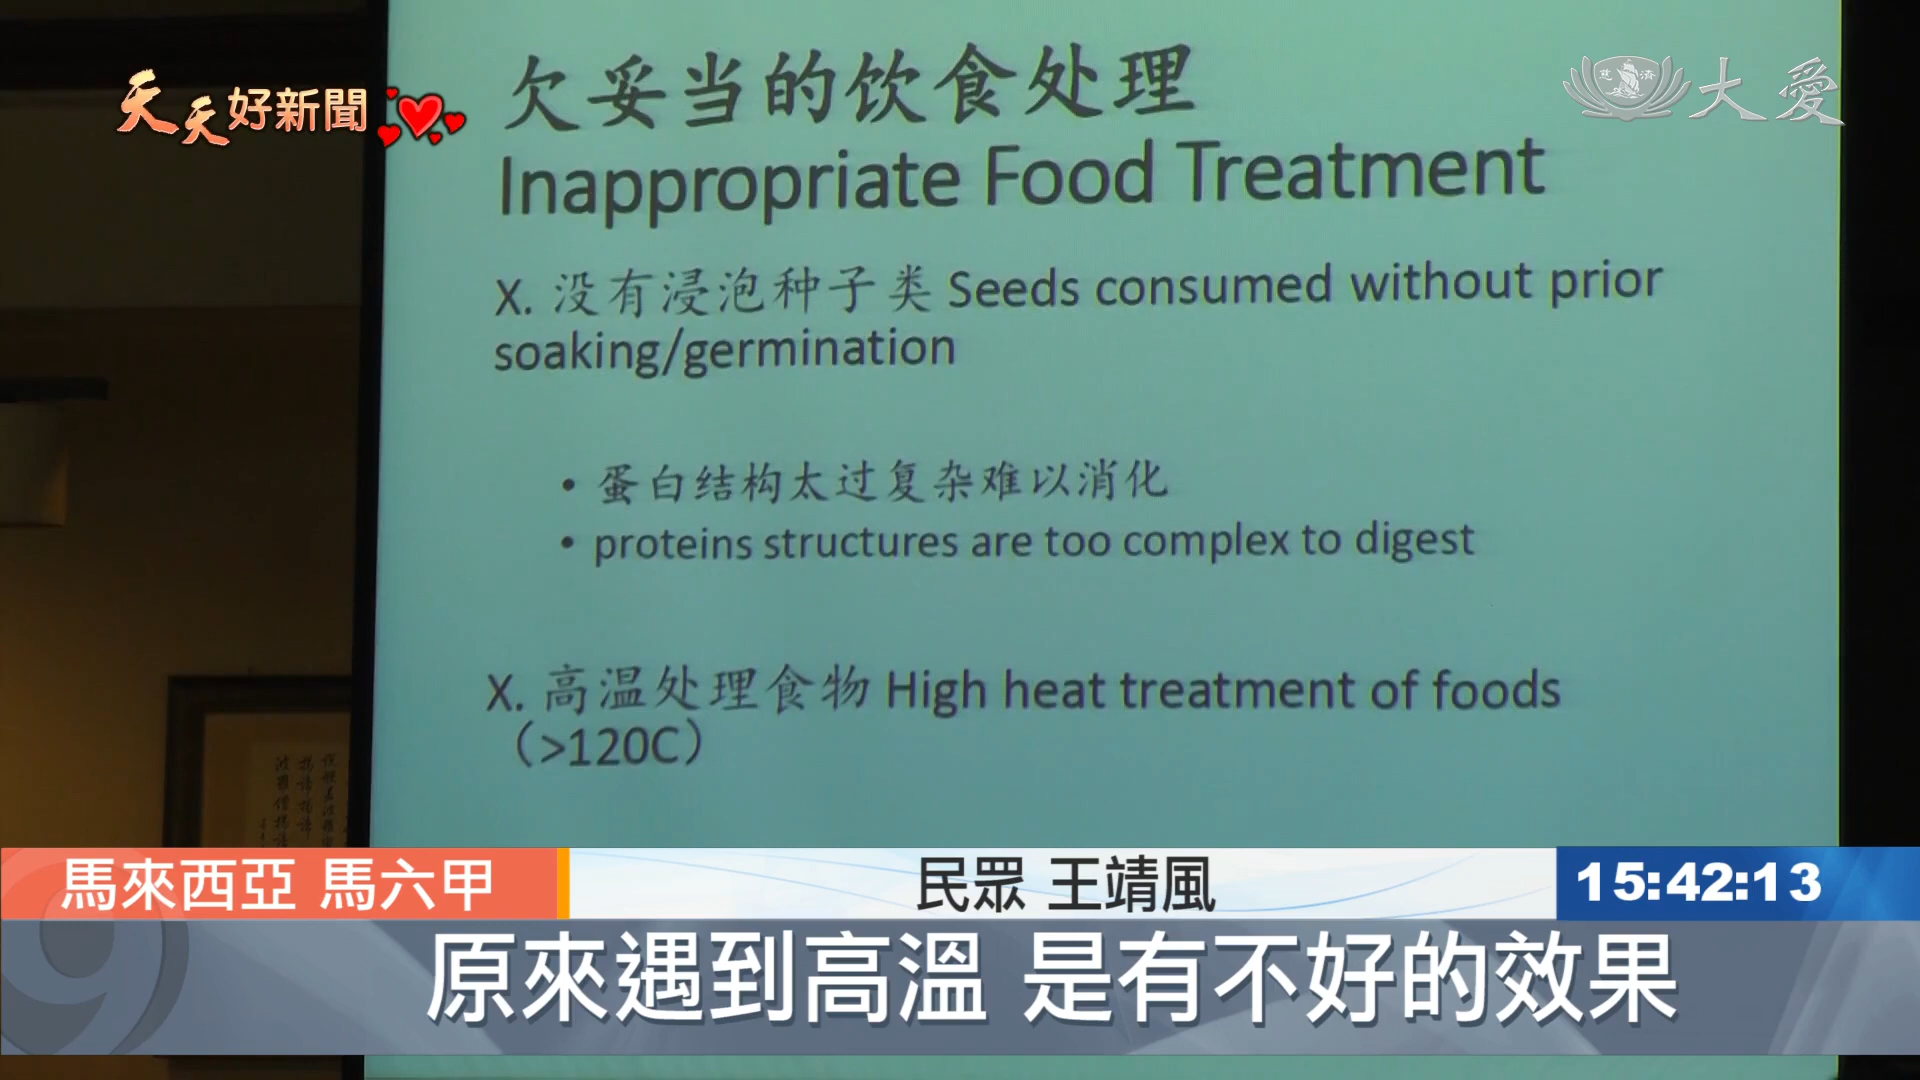 天天好新聞
慈濟
大愛
欠妥当的饮食处理
Inappropriate Food Treatment
X. 没有浸泡种子类 Seeds consumed without prior
soaking/germination
• 蛋白结构太过复杂难以消化
• proteins structures are too complex to digest
X. 高温处理食物 High heat treatment of foods
（>120C）
馬來西亞 馬六甲
民眾 王靖風
15:42:13
原來遇到高溫 是有不好的效果